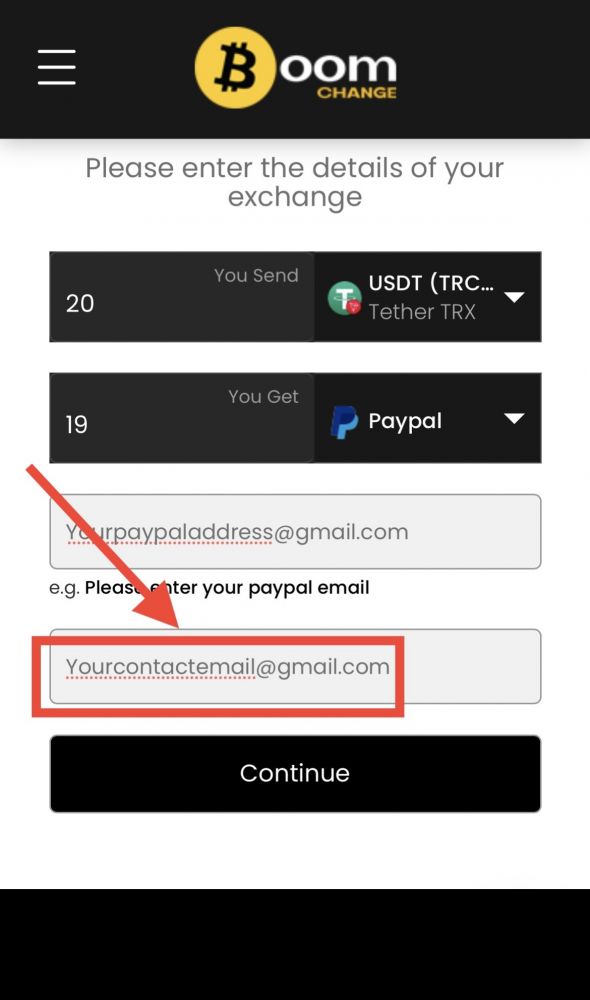 Boom
CHANGE
Please enter the details of your
exchange
You Send
20
USDT (TRC...
Tether TRX
You Get
19
Paypal
Yourpaypaladdress@gmail.com
e.g. Please enter your paypal email
Yourcontactemail@gmail.com
Continue